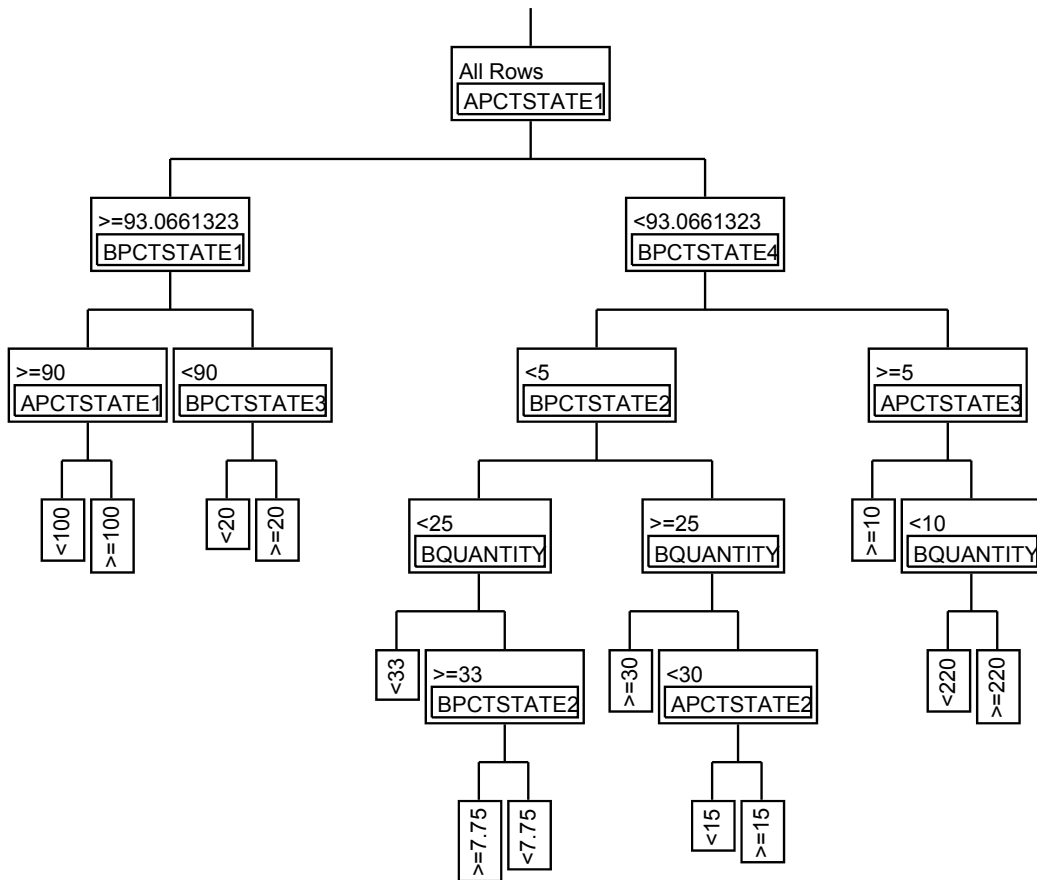 All Rows
APCTSTATE1
>=93.0661323
BPCTSTATE1
<93.0661323
BPCTSTATE4
>=90
APCTSTATE1
<90
BPCTSTATE3
<5
BPCTSTATE2
>=5
APCTSTATE3
<100
>=100
<20
>=20
<25
BQUANTITY
>=25
BQUANTITY
>=10
<10
BQUANTITY
<33
>=33
BPCTSTATE2
>=30
<30
APCTSTATE2
<220
>=220
>=7.75
<7.75
<15
>=15